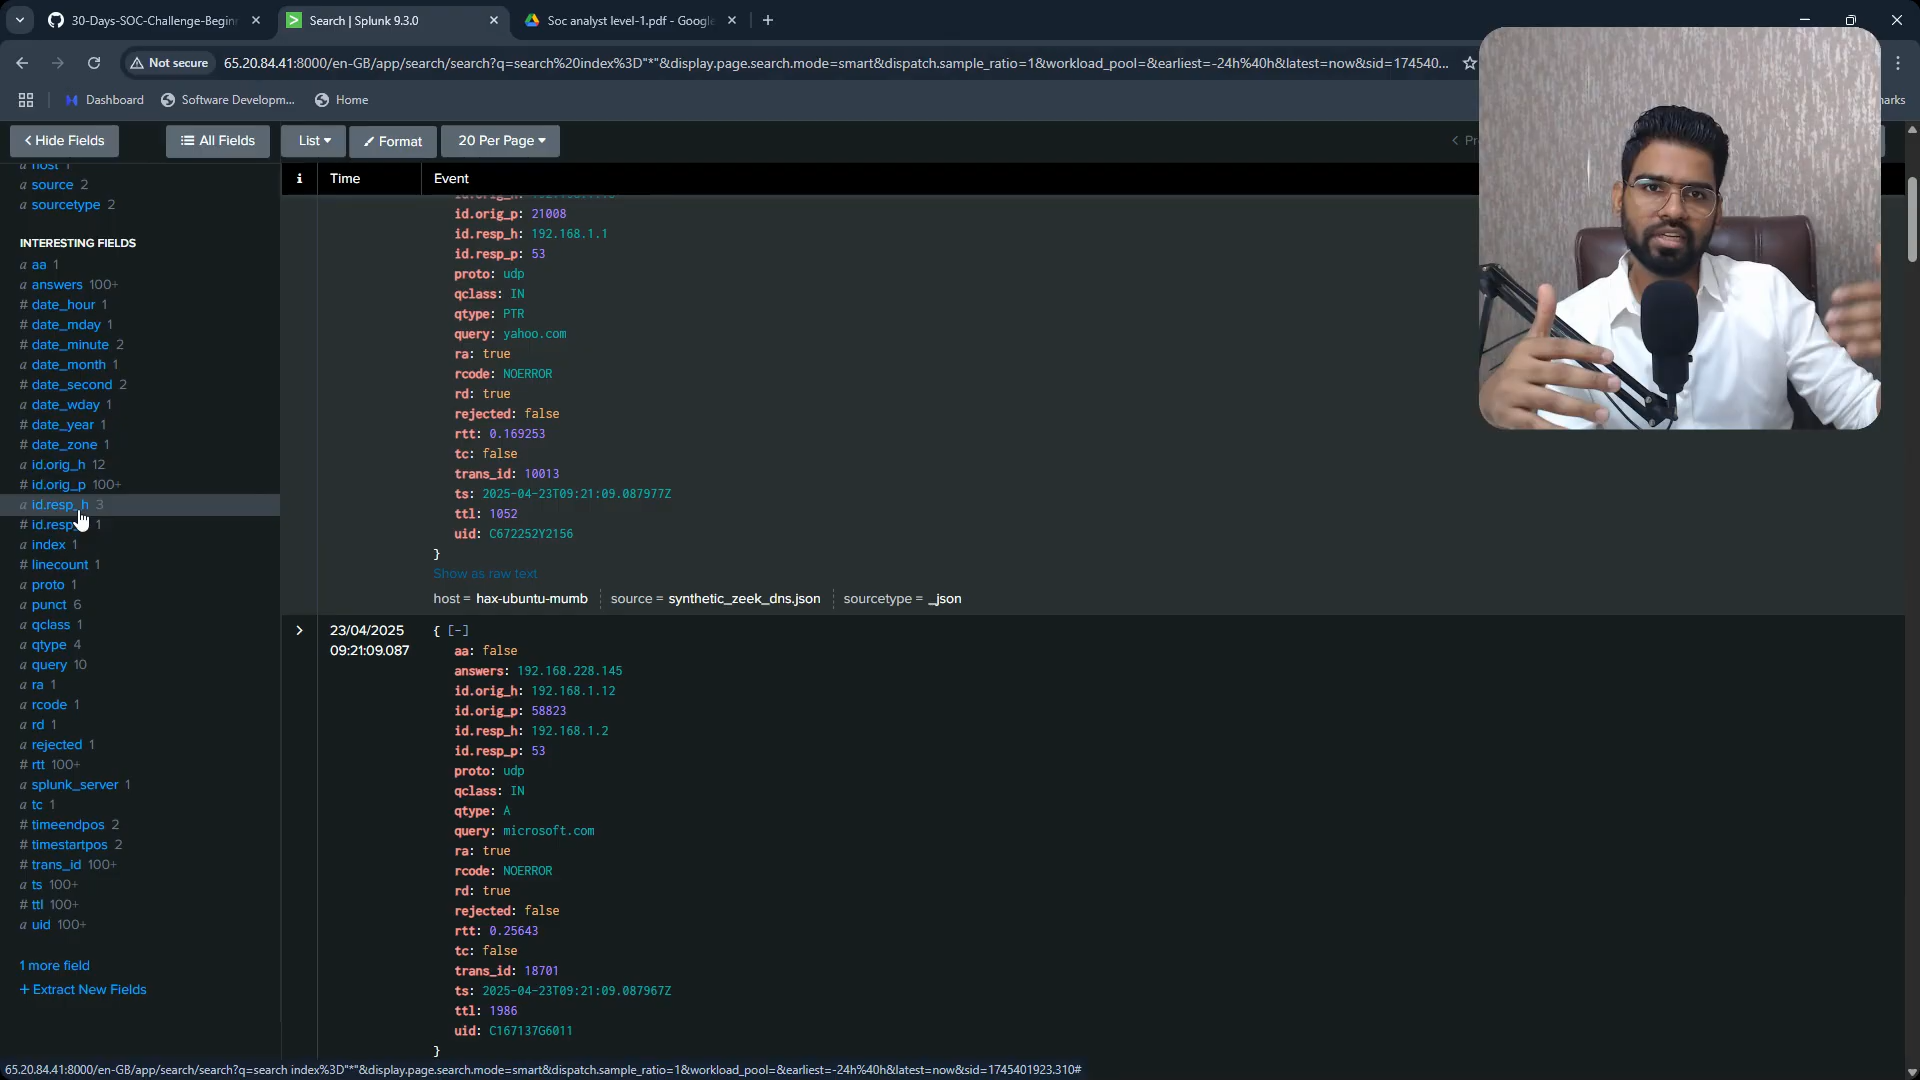 30-Days-SOC-Challenge-Beginn
Search | Splunk 9.3.0
Soc analyst level-1.pdf - Google
Not secure
65.20.84.41:8000/en-GB/app/search/search?q=search%20index%3D"*"&display.page.search.mode=smart&dispatch.sample_ratio=1&workload_pool=&earliest=-24h%40h&latest=now&sid=174540...
Dashboard
Software Developm...
Home
Hide Fields
All Fields
List
Format
20 Per Page
i
Time
Event
a host 1
a source 2
a sourcetype 2
INTERESTING FIELDS
a aa 1
a answers 100+
# date_hour 1
# date_mday 1
# date_minute 2
a date_month 1
# date_second 2
a date_wday 1
# date_year 1
# date_zone 1
a id.orig_h 12
# id.orig_p 100+
a id.resp_h 3
# id.resp 1
a index 1
# linecount 1
a proto 1
a punct 6
a qclass 1
a qtype 4
a query 10
a ra 1
a rcode 1
a rd 1
a rejected 1
# rtt 100+
a splunk_server 1
a tc 1
# timeendpos 2
# timestartpos 2
# trans_id 100+
a ts 100+
# ttl 100+
a uid 100+
1 more field
+ Extract New Fields
id.orig_p: 21008
id.resp_h: 192.168.1.1
id.resp_p: 53
proto: udp
qclass: IN
qtype: PTR
query: yahoo.com
ra: true
rcode: NOERROR
rd: true
rejected: false
rtt: 0.169253
tc: false
trans_id: 10013
ts: 2025-04-23T09:21:09.087977Z
ttl: 1052
uid: C672252Y2156
}
Show as raw text
host = hax-ubuntu-mumb source = synthetic_zeek_dns.json sourcetype = _json
23/04/2025
09:21:09.087
{ [-]
aa: false
answers: 192.168.228.145
id.orig_h: 192.168.1.12
id.orig_p: 58823
id.resp_h: 192.168.1.2
id.resp_p: 53
proto: udp
qclass: IN
qtype: A
query: microsoft.com
ra: true
rcode: NOERROR
rd: true
rejected: false
rtt: 0.25643
tc: false
trans_id: 18701
ts: 2025-04-23T09:21:09.087967Z
ttl: 1986
uid: C167137G6011
}
65.20.84.41:8000/en-GB/app/search/search?q=search index%3D"*"&display.page.search.mode=smart&dispatch.sample_ratio=1&workload_pool=&earliest=-24h%40h&latest=now&sid=1745401923.310#